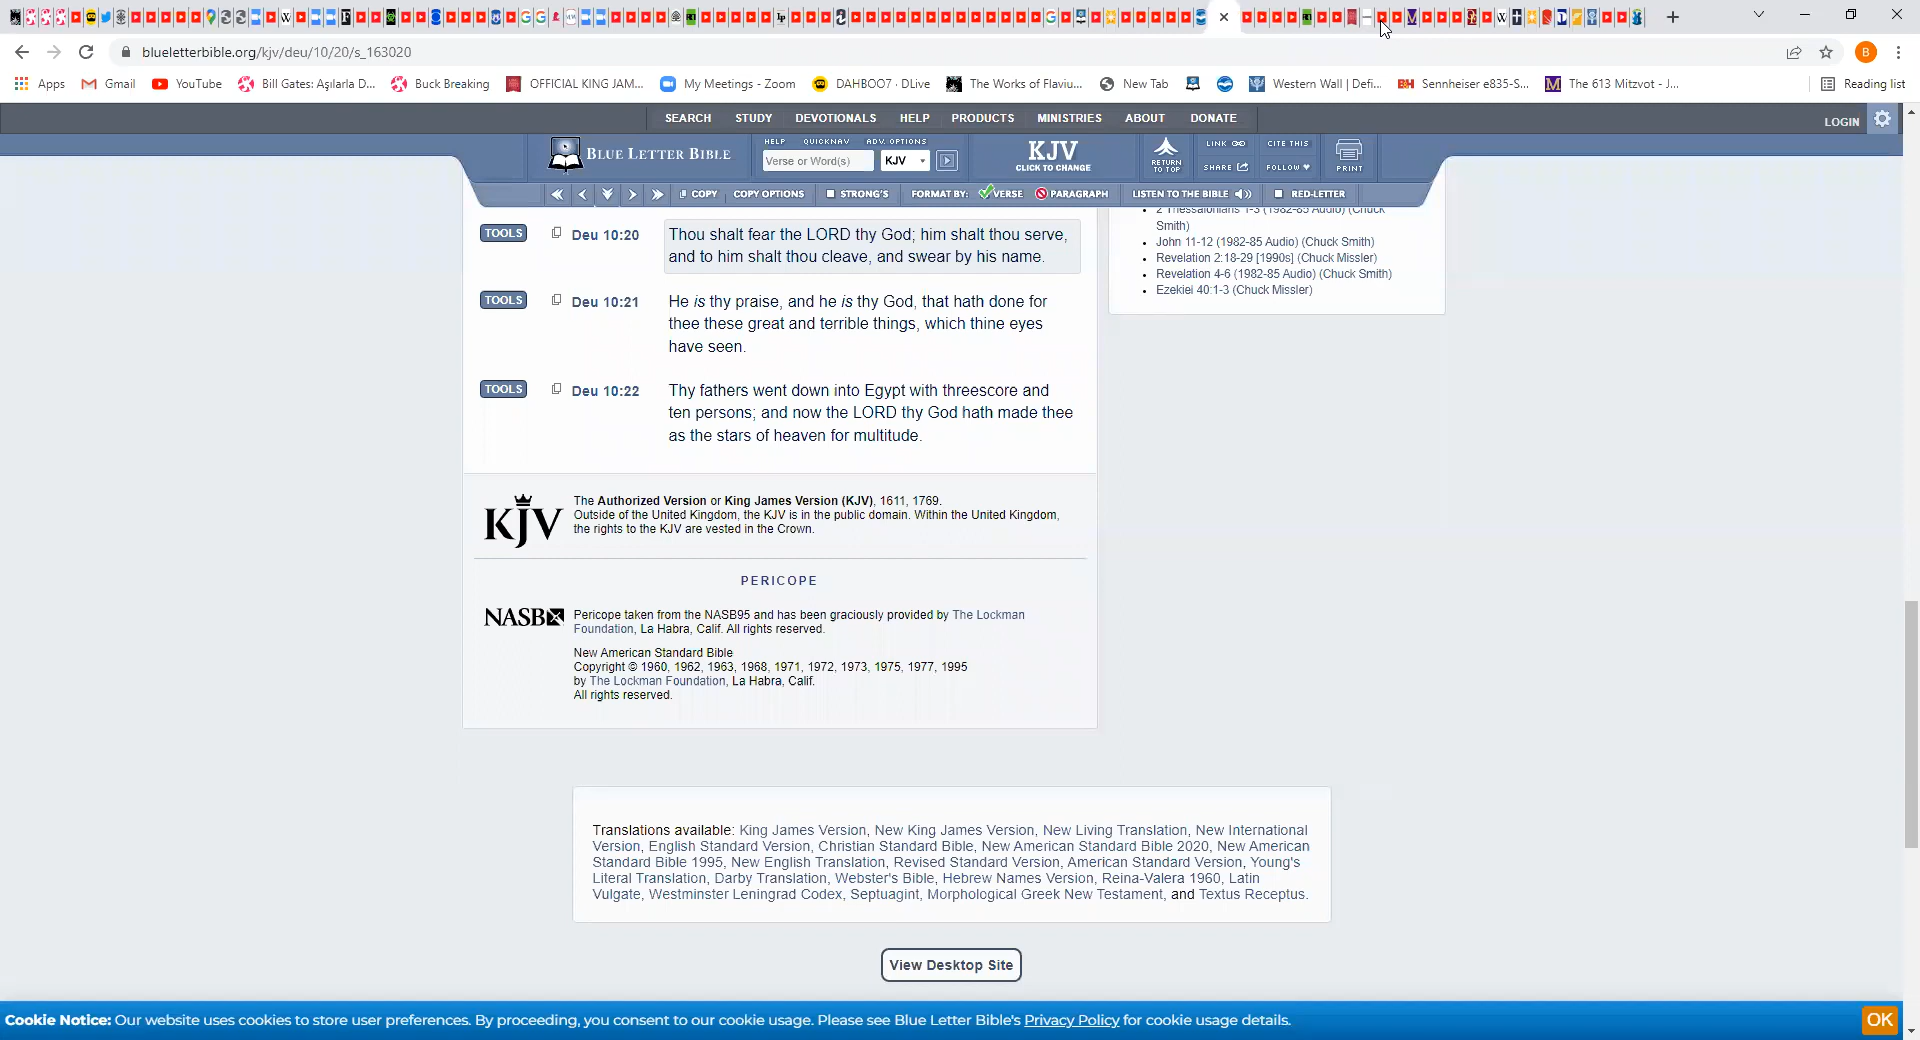 blueletterbible.org/kjv/deu/10/20/s_163020
B
Apps
Gmail
YouTube
Bill Gates: Aşılarla D...
Buck Breaking
OFFICIAL KING JAM...
My Meetings - Zoom
DAHBOO7 · DLive
The Works of Flaviu...
New Tab
Western Wall | Defi...
Sennheiser e835-S...
The 613 Mitzvot - J...
Reading list
SEARCH STUDY DEVOTIONALS HELP PRODUCTS MINISTRIES ABOUT DONATE
LOGIN
BLUE LETTER BIBLE
HELP QUICKNAV ADV. OPTIONS
Verse or Word(s)
KJV
KJV
CLICK TO CHANGE
RETURN
TO TOP
LINK
SHARE
CITE THIS
FOLLOW
PRINT
COPY COPY OPTIONS STRONG'S FORMAT BY: VERSE PARAGRAPH LISTEN TO THE BIBLE RED-LETTER
TOOLS Deu 10:20 Thou shalt fear the LORD thy God; him shalt thou serve,
and to him shalt thou cleave, and swear by his name.
TOOLS Deu 10:21 He is thy praise, and he is thy God, that hath done for
thee these great and terrible things, which thine eyes
have seen.
TOOLS Deu 10:22 Thy fathers went down into Egypt with threescore and
ten persons; and now the LORD thy God hath made thee
as the stars of heaven for multitude.
2 Thessalonians 1-3 (1982-85 Audio) (Chuck
Smith)
John 11-12 (1982-85 Audio) (Chuck Smith)
Revelation 2:18-29 [1990s] (Chuck Missler)
Revelation 4-6 (1982-85 Audio) (Chuck Smith)
Ezekiel 40:1-3 (Chuck Missler)
KJV
The Authorized Version or King James Version (KJV), 1611, 1769.
Outside of the United Kingdom, the KJV is in the public domain. Within the United Kingdom,
the rights to the KJV are vested in the Crown.
PERICOPE
NASB
Pericope taken from the NASB95 and has been graciously provided by The Lockman
Foundation, La Habra, Calif. All rights reserved.
New American Standard Bible
Copyright © 1960, 1962, 1963, 1968, 1971, 1972, 1973, 1975, 1977, 1995
by The Lockman Foundation, La Habra, Calif.
All rights reserved.
Translations available: King James Version, New King James Version, New Living Translation, New International
Version, English Standard Version, Christian Standard Bible, New American Standard Bible 2020, New American
Standard Bible 1995, New English Translation, Revised Standard Version, American Standard Version, Young's
Literal Translation, Darby Translation, Webster's Bible, Hebrew Names Version, Reina-Valera 1960, Latin
Vulgate, Westminster Leningrad Codex, Septuagint, Morphological Greek New Testament, and Textus Receptus.
View Desktop Site
Cookie Notice: Our website uses cookies to store user preferences. By proceeding, you consent to our cookie usage. Please see Blue Letter Bible's Privacy Policy for cookie usage details.
OK